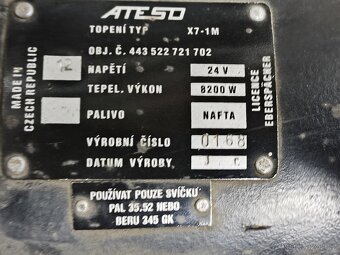 ATESO
TOPENÍ TYP X7-1M
OBJ. Č. 443 522 721 702
12 NAPĚTÍ 24 V
TEPEL. VÝKON 8200 W
PALIVO NAFTA
VÝROBNÍ ČÍSLO 0168
DATUM VÝROBY
MADE IN
CZECH REPUBLIC
LICENCE
EBERSPÄCHER
POUŽÍVAT POUZE SVÍČKU
PAL 35.52 NEBO
BERU 345 GK